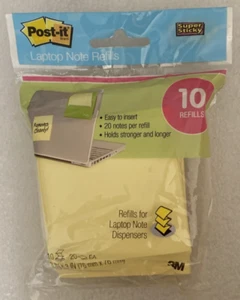 Post-it
Super
Sticky
Laptop Note Refills
10
REFILLS
• Easy to insert
• 20 notes per refill
• Holds stronger and longer
Refills for
Laptop Note
Dispensers
3M